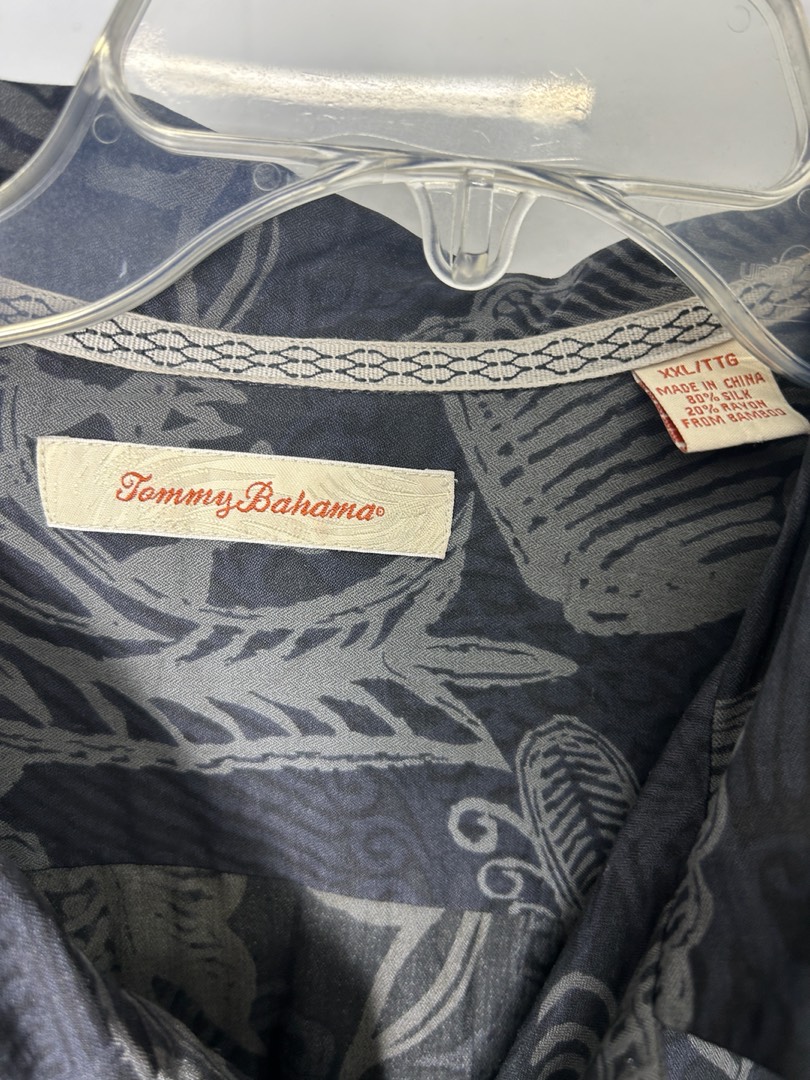 XXL/TTG
MADE IN CHINA
80% SILK
20% RAYON
FROM BAMBOO
Tommy Bahama®